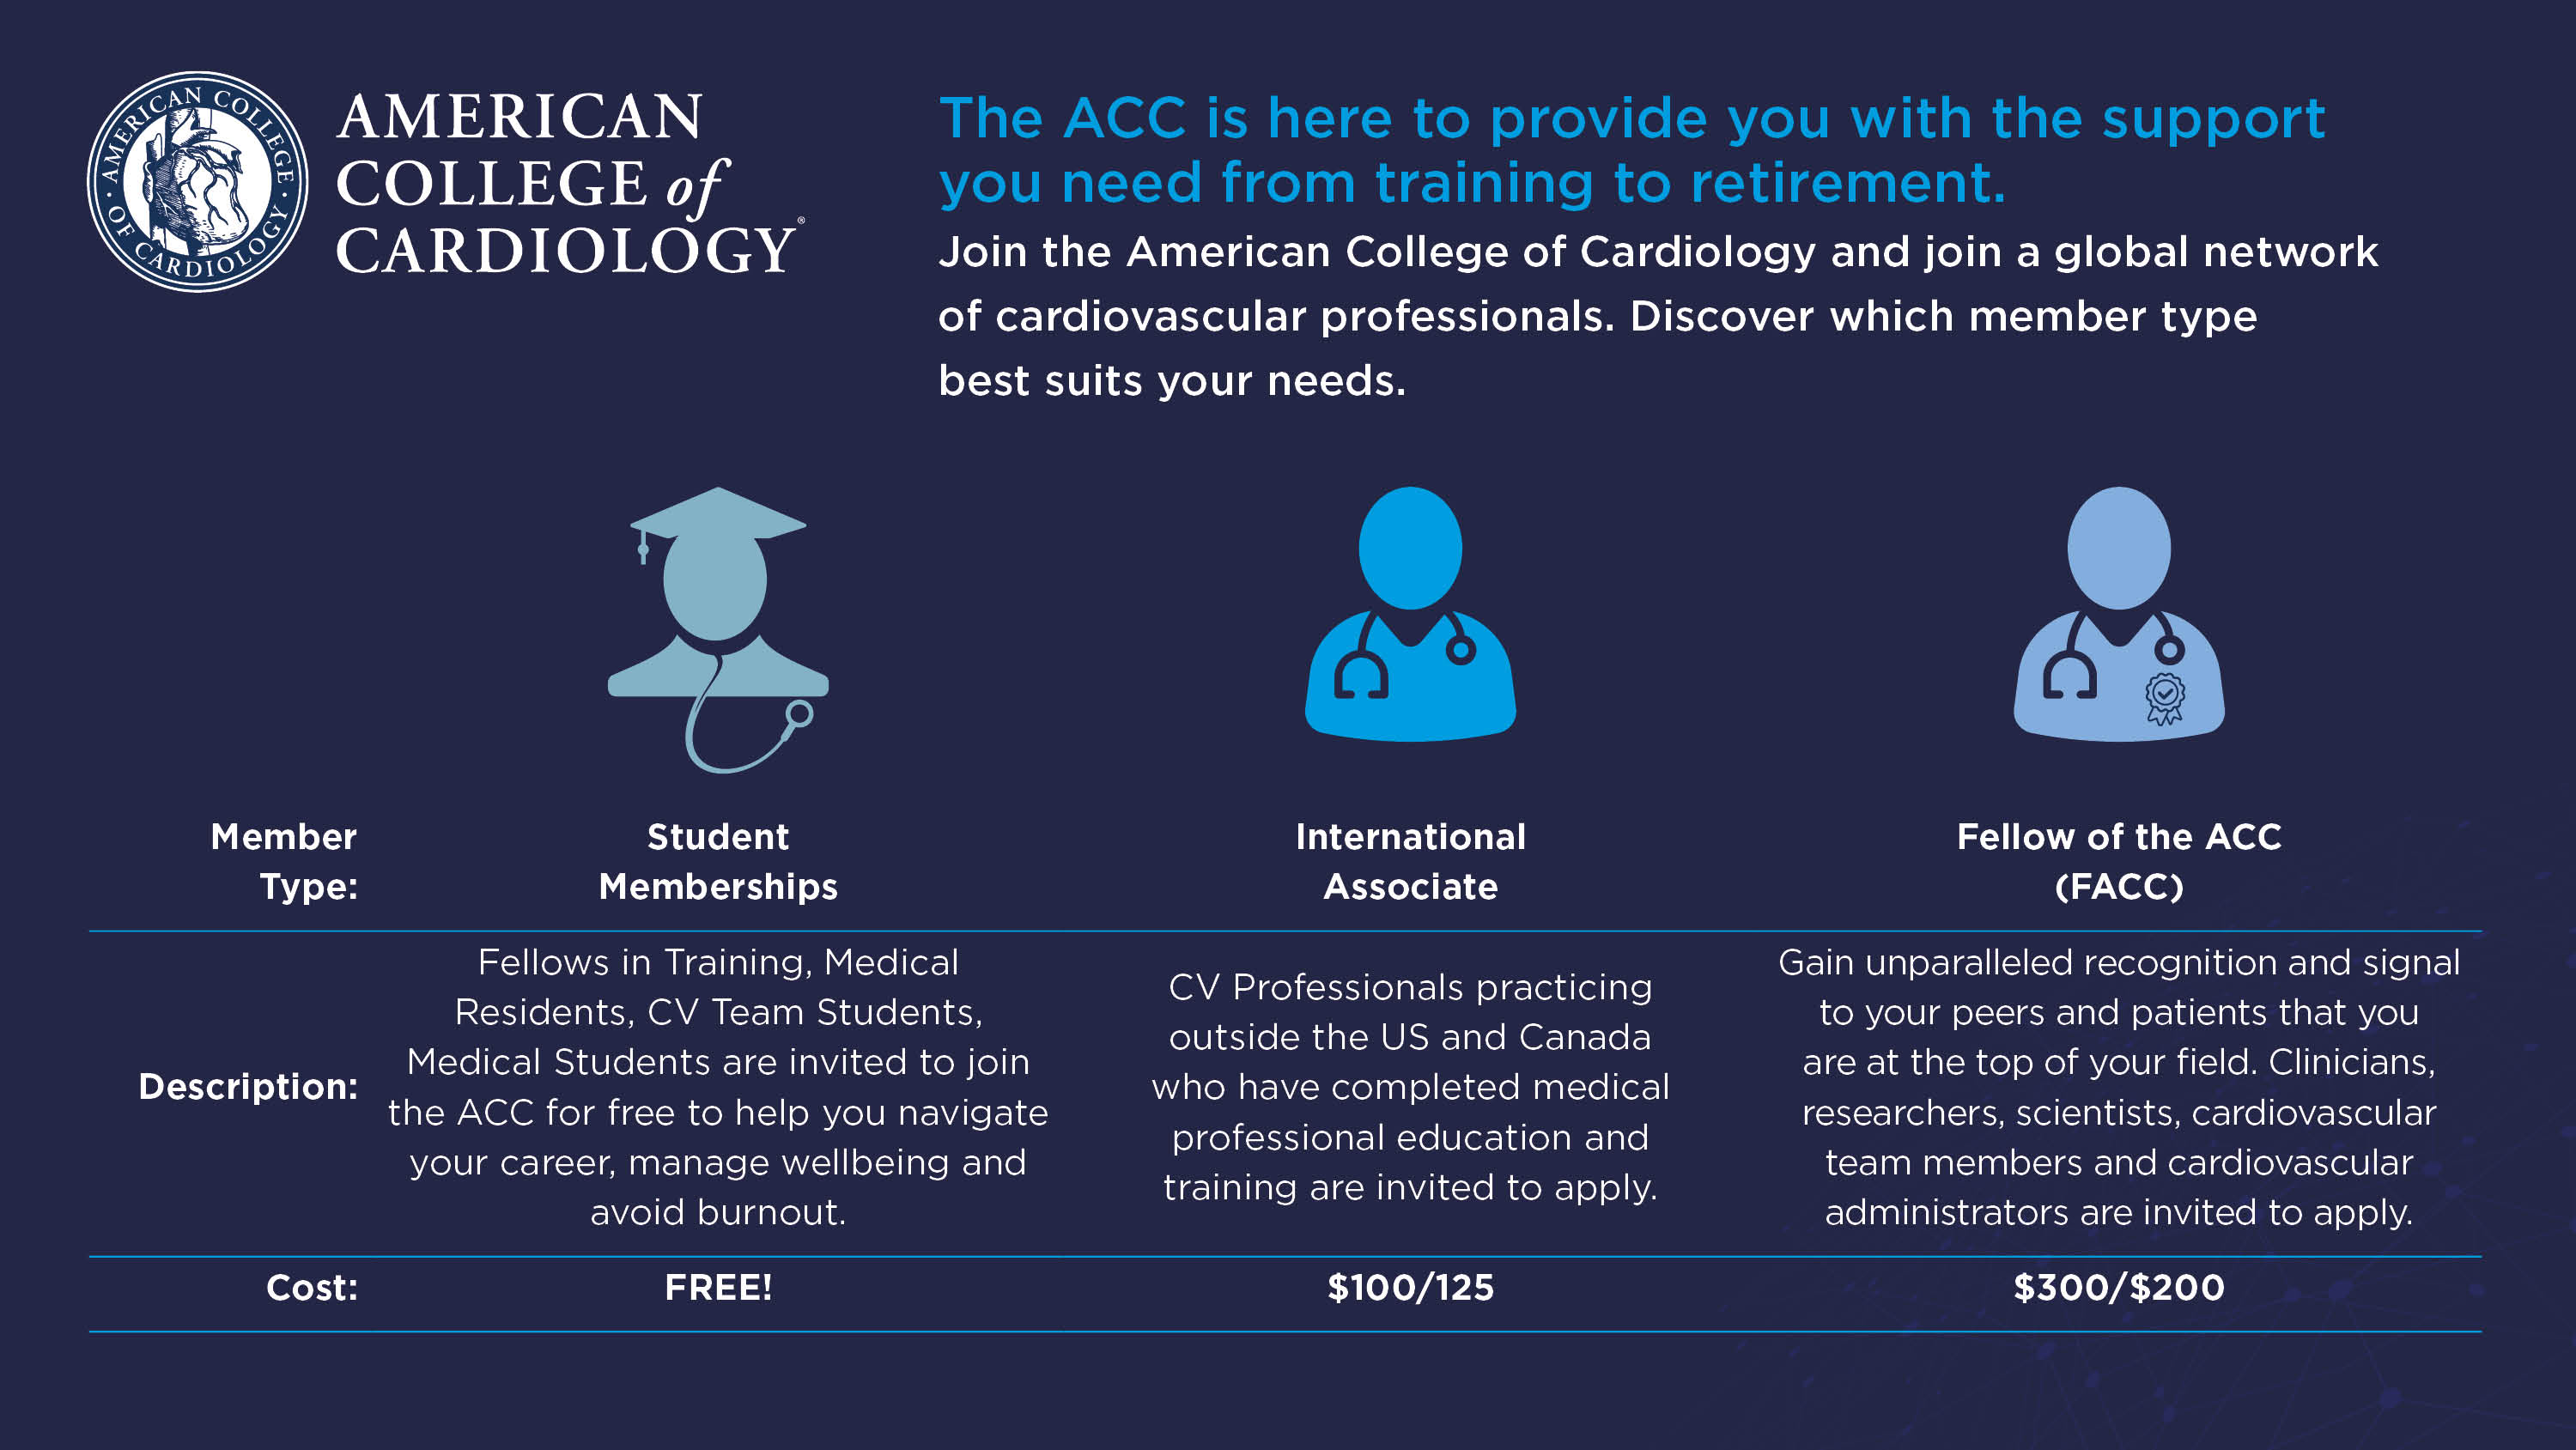 AMERICAN COLLEGE
OF CARDIOLOGY
AMERICAN
COLLEGE of
CARDIOLOGY®
The ACC is here to provide you with the support
you need from training to retirement.
Join the American College of Cardiology and join a global network
of cardiovascular professionals. Discover which member type
best suits your needs.
Member
Type:
Student
Memberships
International
Associate
Fellow of the ACC
(FACC)
Description:
Fellows in Training, Medical
Residents, CV Team Students,
Medical Students are invited to join
the ACC for free to help you navigate
your career, manage wellbeing and
avoid burnout.
CV Professionals practicing
outside the US and Canada
who have completed medical
professional education and
training are invited to apply.
Gain unparalleled recognition and signal
to your peers and patients that you
are at the top of your field. Clinicians,
researchers, scientists, cardiovascular
team members and cardiovascular
administrators are invited to apply.
Cost:
FREE!
$100/125
$300/$200